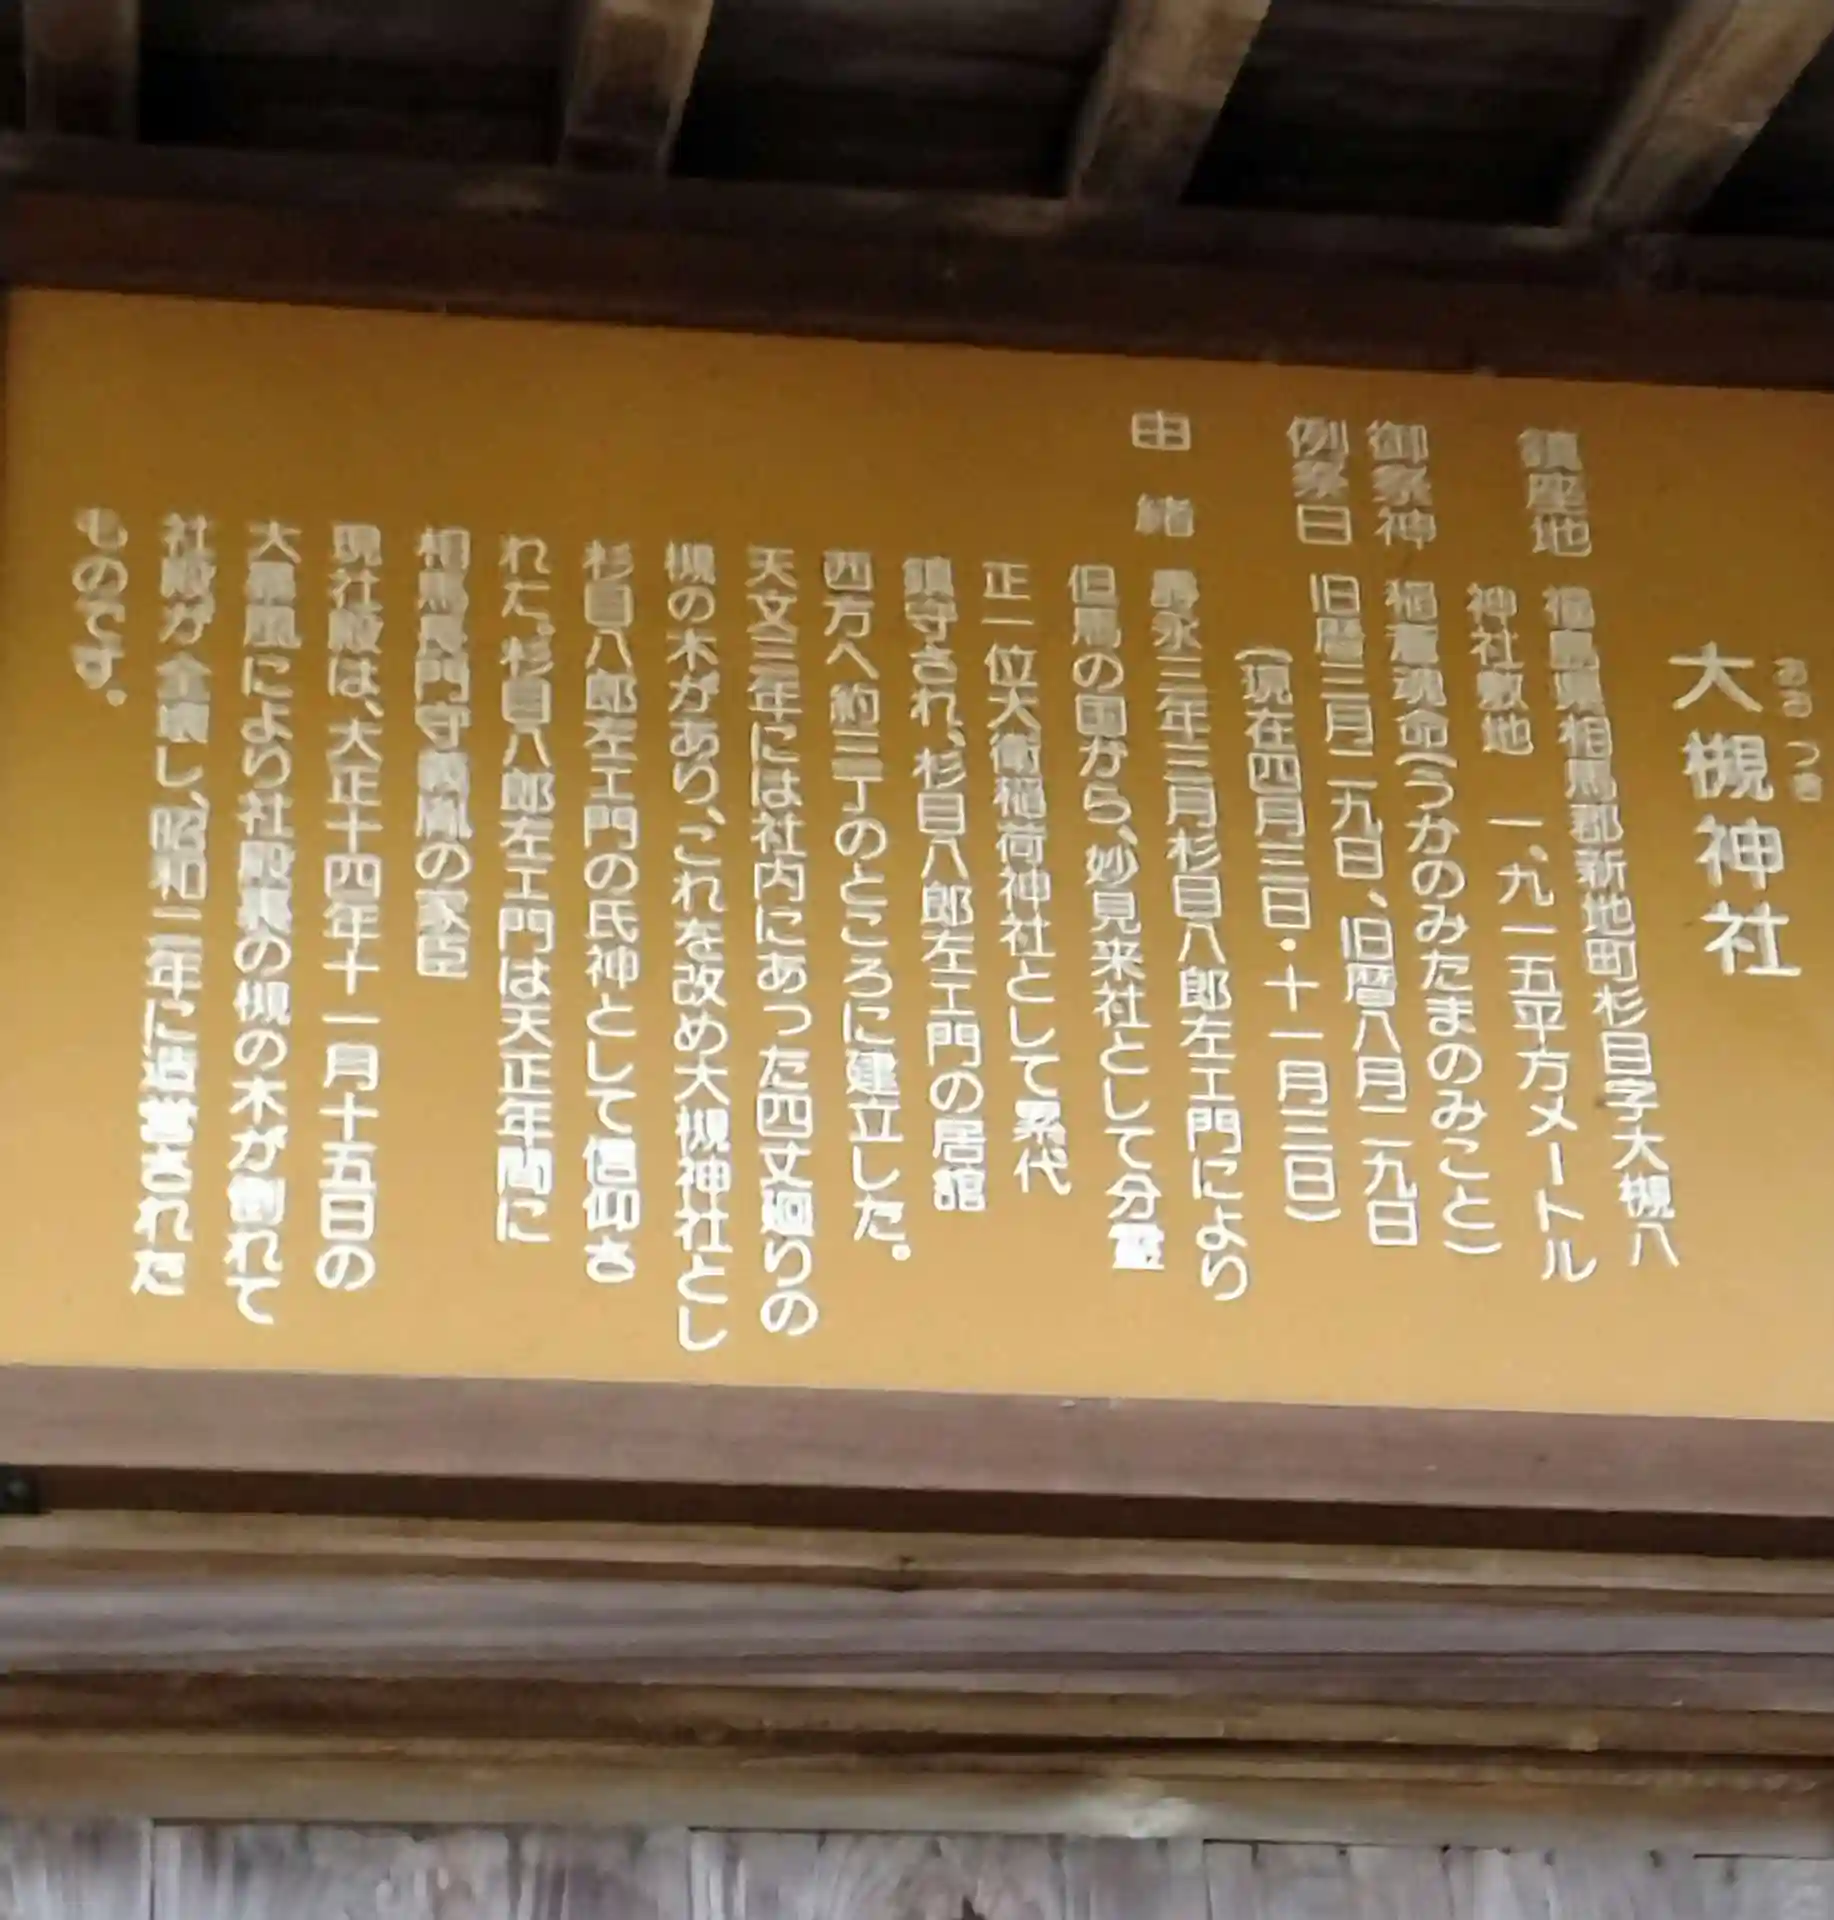 大槻神社
おお つき
鎮座地 福島県相馬郡新地町杉目字大槻八
神社敷地 一、九一五平方メートル
御祭神 稲倉魂命(うかのみたまのみこと)
例祭日 旧暦三月二九日、旧暦八月二九日
(現在四月三日・十一月三日)
由緒 永三年三月杉目八郎左エ門により
但馬の国から、妙見来社として分霊
正一位大衛稲荷神社として累代
鎮守され、杉目八郎左エ門の居舘
西方へ約三丁のところに建立した。
天文三年には社内にあった四丈廻りの
槻の木があり、これを改め大槻神社とし
杉目八郎左エ門の氏神として信仰さ
れた。杉目八郎左エ門は天正年間に
相馬長門守義胤の家臣
現社殿は、大正十四年十一月十五日の
大暴風により社殿裏の槻の木が倒れて
社殿が全壊し、昭和二年に造営された
ものです。